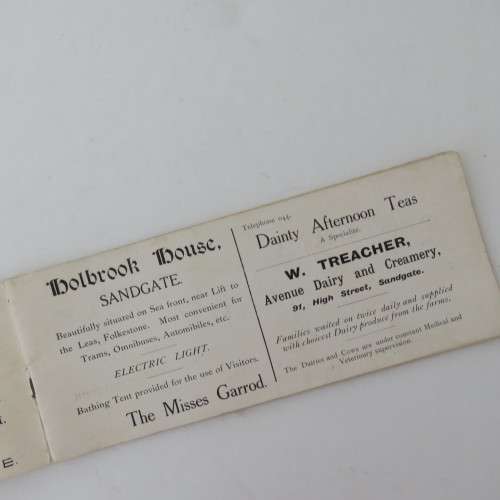 Holbrook House,
SANDGATE.
Beautifully situated on Sea front, near Lift to
the Leas, Folkestone. Most convenient for
Trams, Omnibuses, Automobiles, etc.
ELECTRIC LIGHT.
Bathing Tent provided for the use of Visitors.
The Misses Garrod.
Telephone 044.
Dainty Afternoon Teas
A Specialite.
W. TREACHER,
Avenue Dairy and Creamery,
91, High Street, Sandgate.
Families waited on twice daily and supplied
with choicest Dairy produce from the farms.
The Dairies and Cows are under constant Medical and
Veterinary supervision.
E.